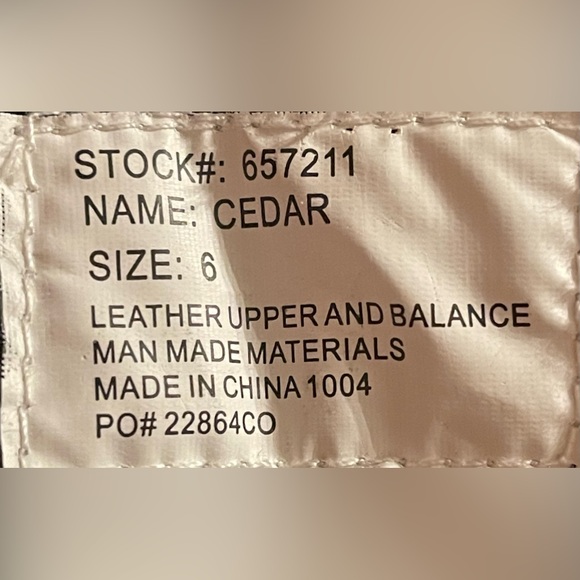 STOCK#: 657211
NAME: CEDAR
SIZE: 6
LEATHER UPPER AND BALANCE
MAN MADE MATERIALS
MADE IN CHINA 1004
PO# 22864CO